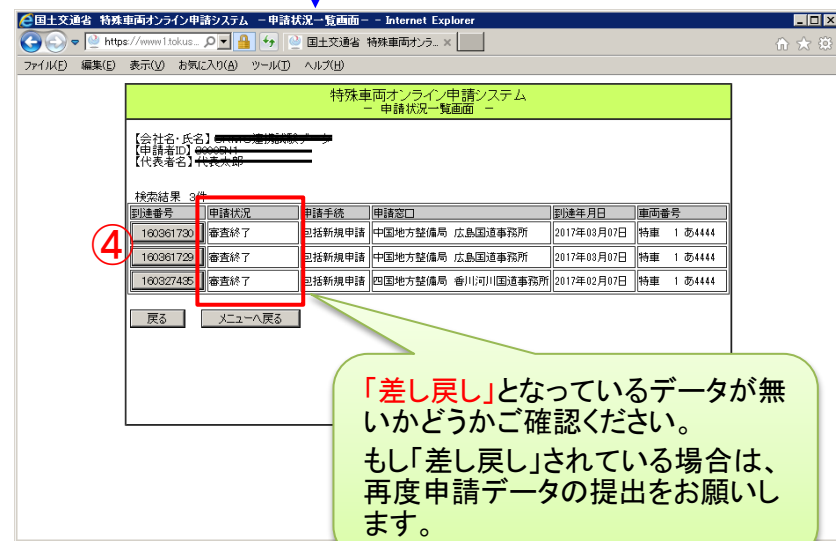 国土交通省 特殊車両オンライン申請システム －申請状況一覧画面－ - Internet Explorer
https://www1.tokus...
国土交通省 特殊車両オンラ...
ファイル(F) 編集(E) 表示(V) お気に入り(A) ツール(T) ヘルプ(H)
特殊車両オンライン申請システム
－ 申請状況一覧画面 －
【会社名・氏名】
【申請者ID】
【代表者名】代表太郎
検索結果 3件
到達番号 申請状況 申請手続 申請窓口 到達年月日 車両番号
160361730 審査終了 包括新規申請 中国地方整備局 広島国道事務所 2017年03月07日 特車 1 あ4444
160361729 審査終了 包括新規申請 中国地方整備局 広島国道事務所 2017年03月07日 特車 1 あ4444
160327435 審査終了 包括新規申請 四国地方整備局 香川河川国道事務所 2017年02月07日 特車 1 あ4444
④
戻る メニューへ戻る
「差し戻し」となっているデータが無
いかどうかご確認ください。
もし「差し戻し」されている場合は、
再度申請データの提出をお願いし
ます。